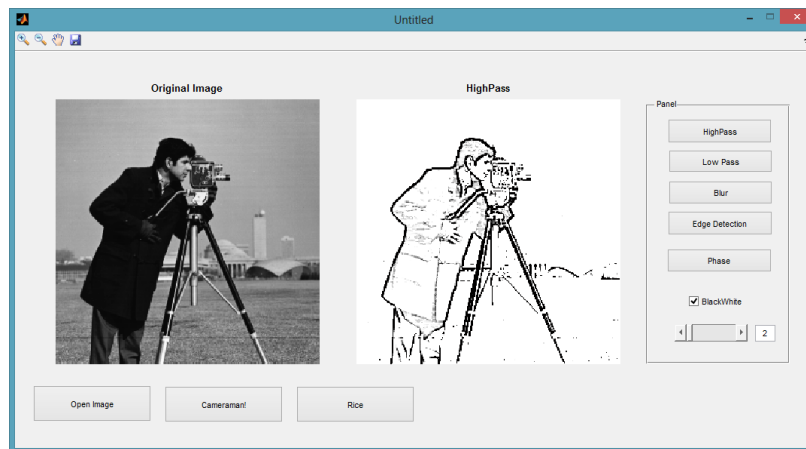 Untitled
Original Image
HighPass
Panel
HighPass
Low Pass
Blur
Edge Detection
Phase
BlackWhite
2
Open Image
Cameraman!
Rice